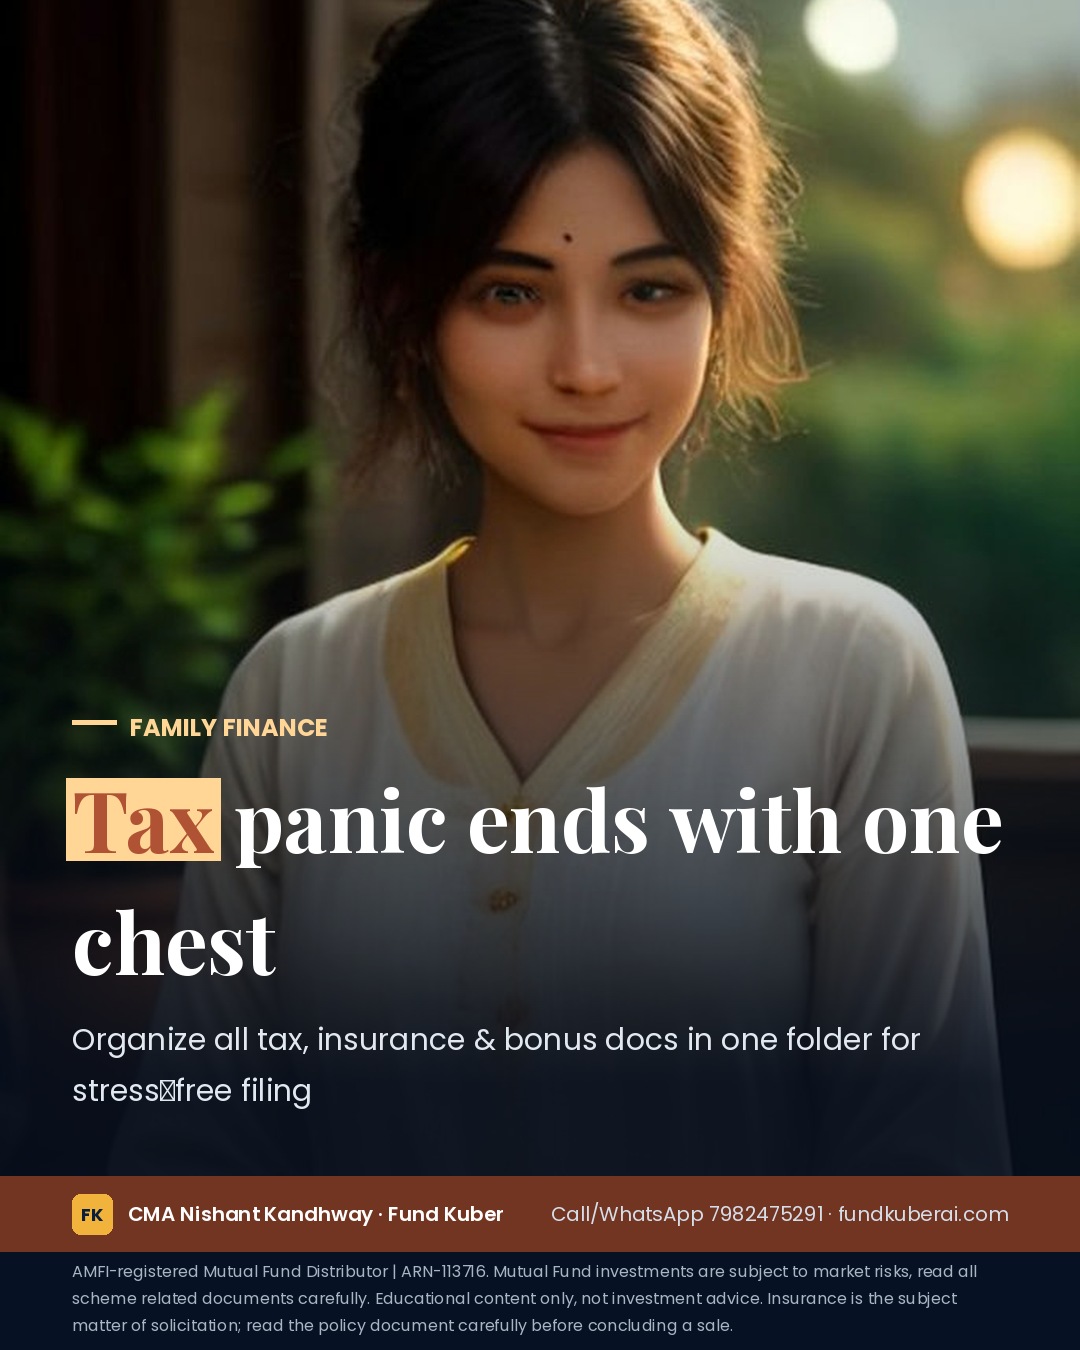 FAMILY FINANCE
Tax panic ends with one
chest
Organize all tax, insurance & bonus docs in one folder for
stress☒free filing
FK
CMA Nishant Kandhway · Fund Kuber
Call/WhatsApp 7982475291 · fundkuberai.com
AMFI-registered Mutual Fund Distributor | ARN-113716. Mutual Fund investments are subject to market risks, read all
scheme related documents carefully. Educational content only, not investment advice. Insurance is the subject
matter of solicitation; read the policy document carefully before concluding a sale.